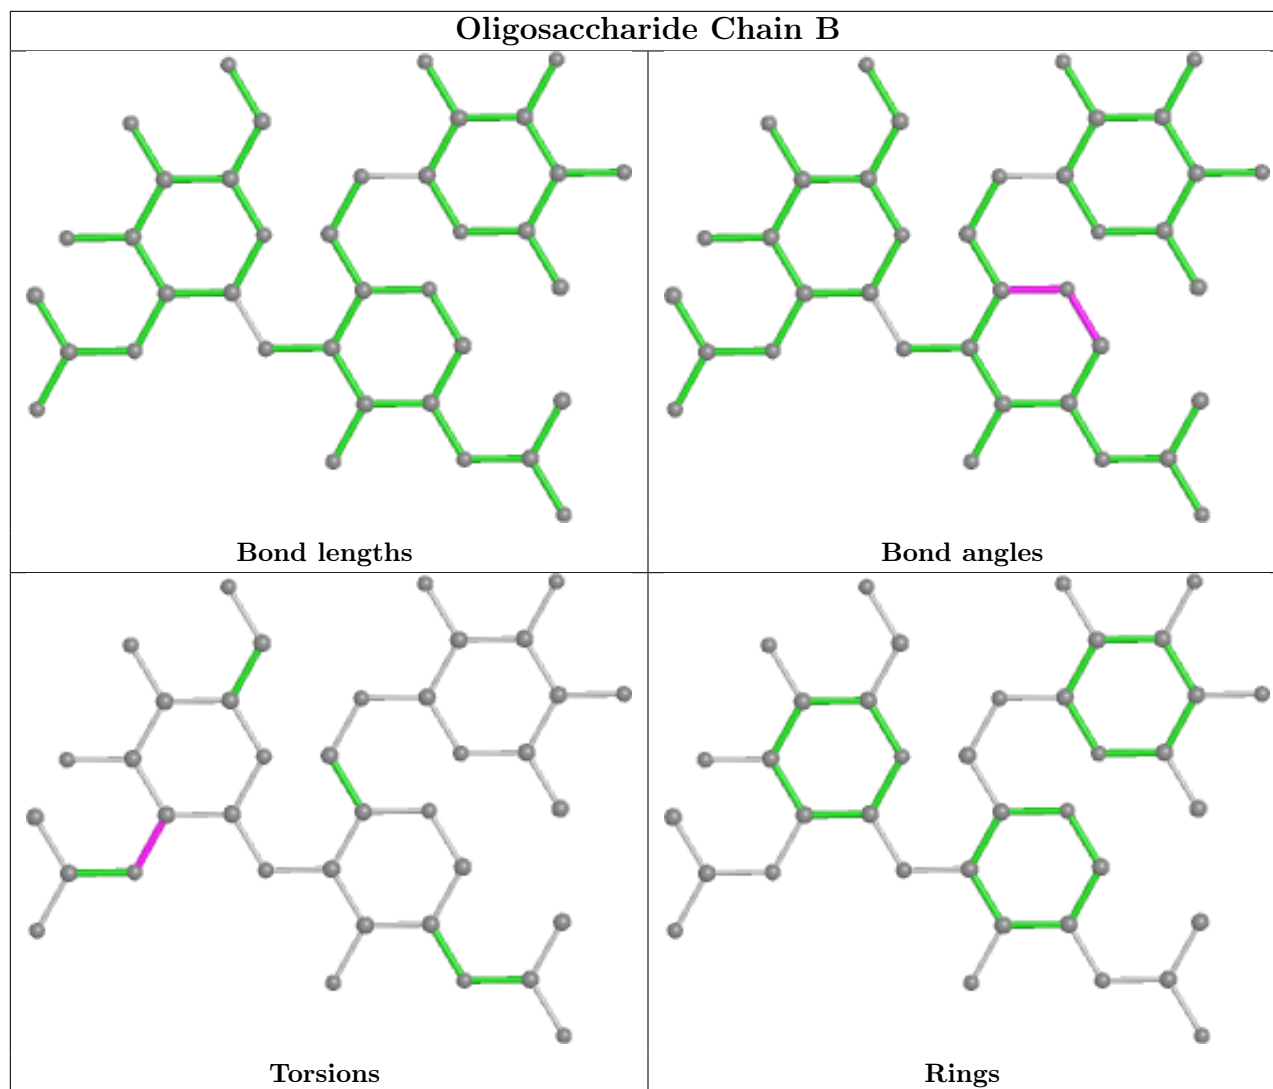 Oligosaccharide Chain B
Bond lengths
Bond angles
Torsions
Rings